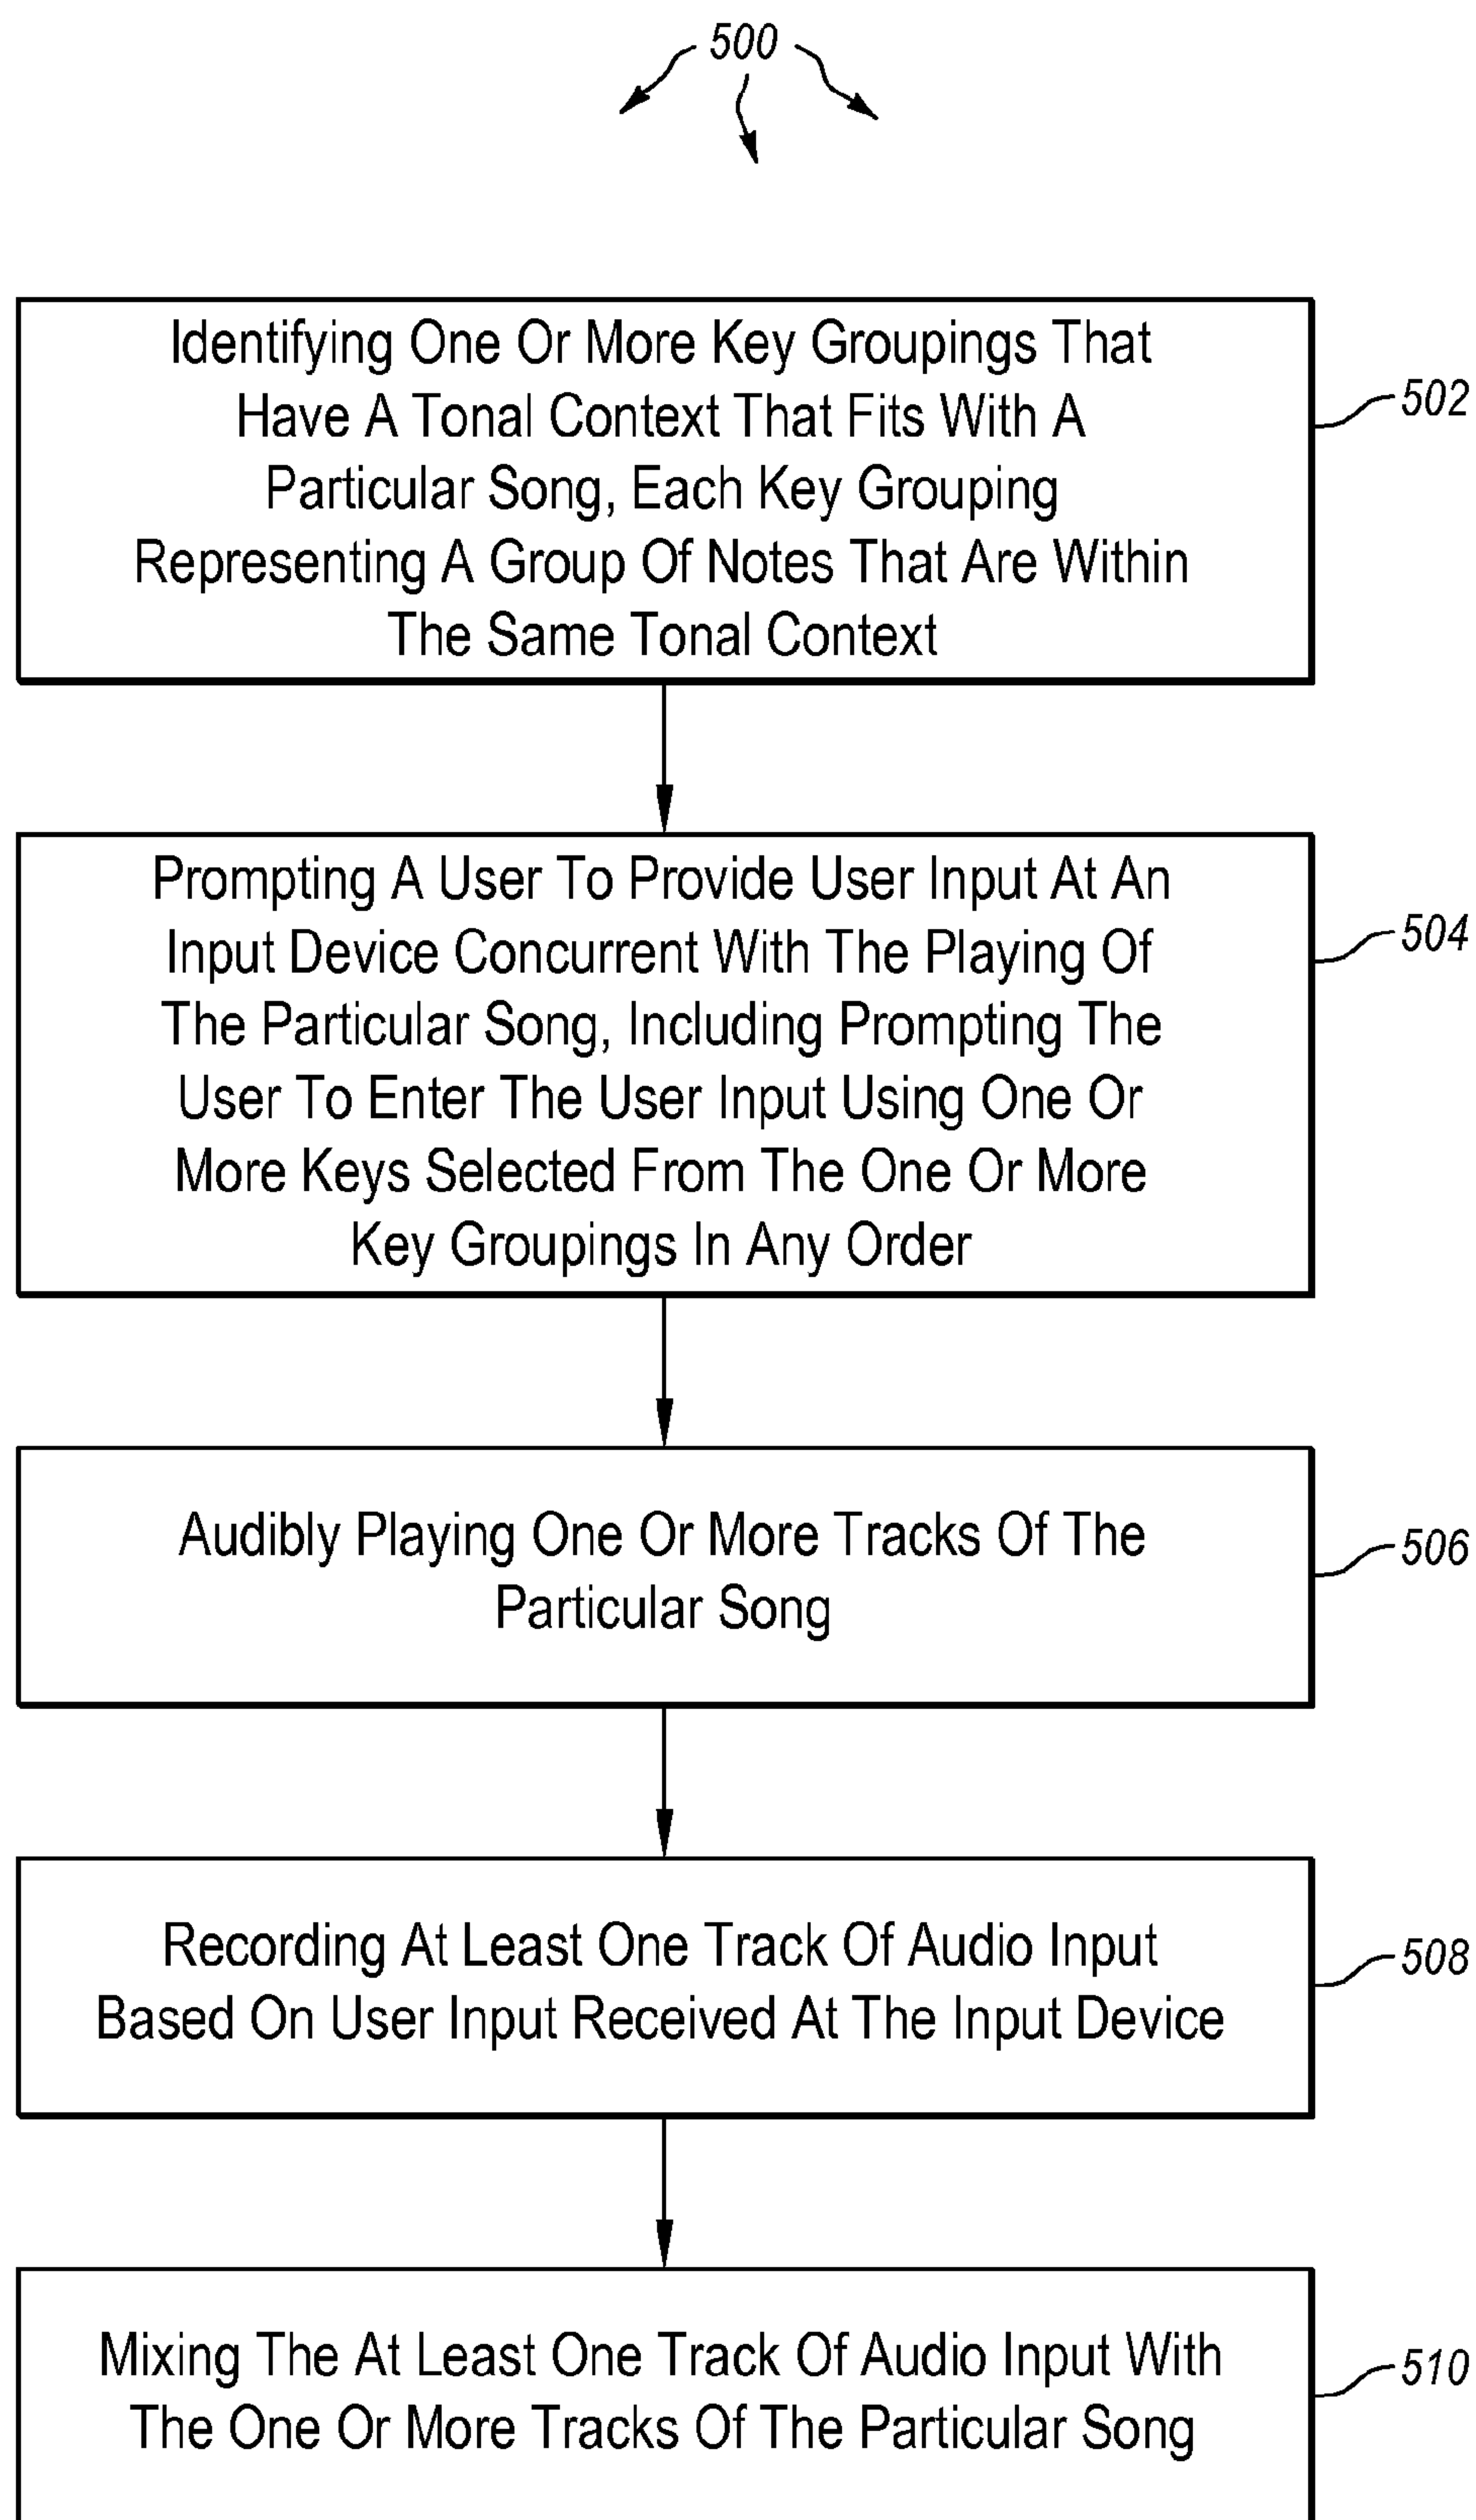 500
Identifying One Or More Key Groupings That
Have A Tonal Context That Fits With A
Particular Song, Each Key Grouping
Representing A Group Of Notes That Are Within
The Same Tonal Context
502
Prompting A User To Provide User Input At An
Input Device Concurrent With The Playing Of
The Particular Song, Including Prompting The
User To Enter The User Input Using One Or
More Keys Selected From The One Or More
Key Groupings In Any Order
504
Audibly Playing One Or More Tracks Of The
Particular Song
506
Recording At Least One Track Of Audio Input
Based On User Input Received At The Input Device
508
Mixing The At Least One Track Of Audio Input With
The One Or More Tracks Of The Particular Song
510